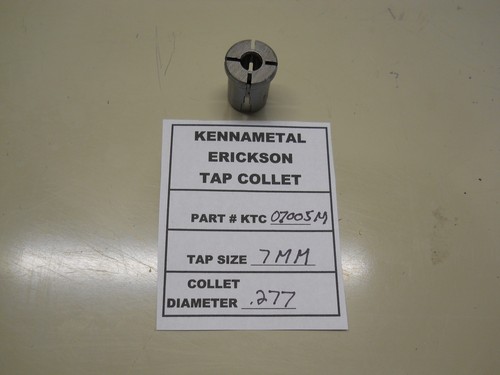 KENNAMETAL
ERICKSON
TAP COLLET
PART # KTC 07005M
TAP SIZE 7MM
COLLET
DIAMETER .277